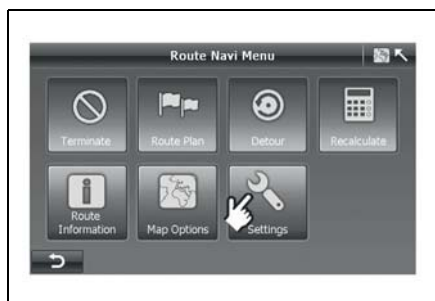 Route Navi Menu
Terminate
Route Plan
Detour
Recalculate
Route
Information
Map Options
Settings